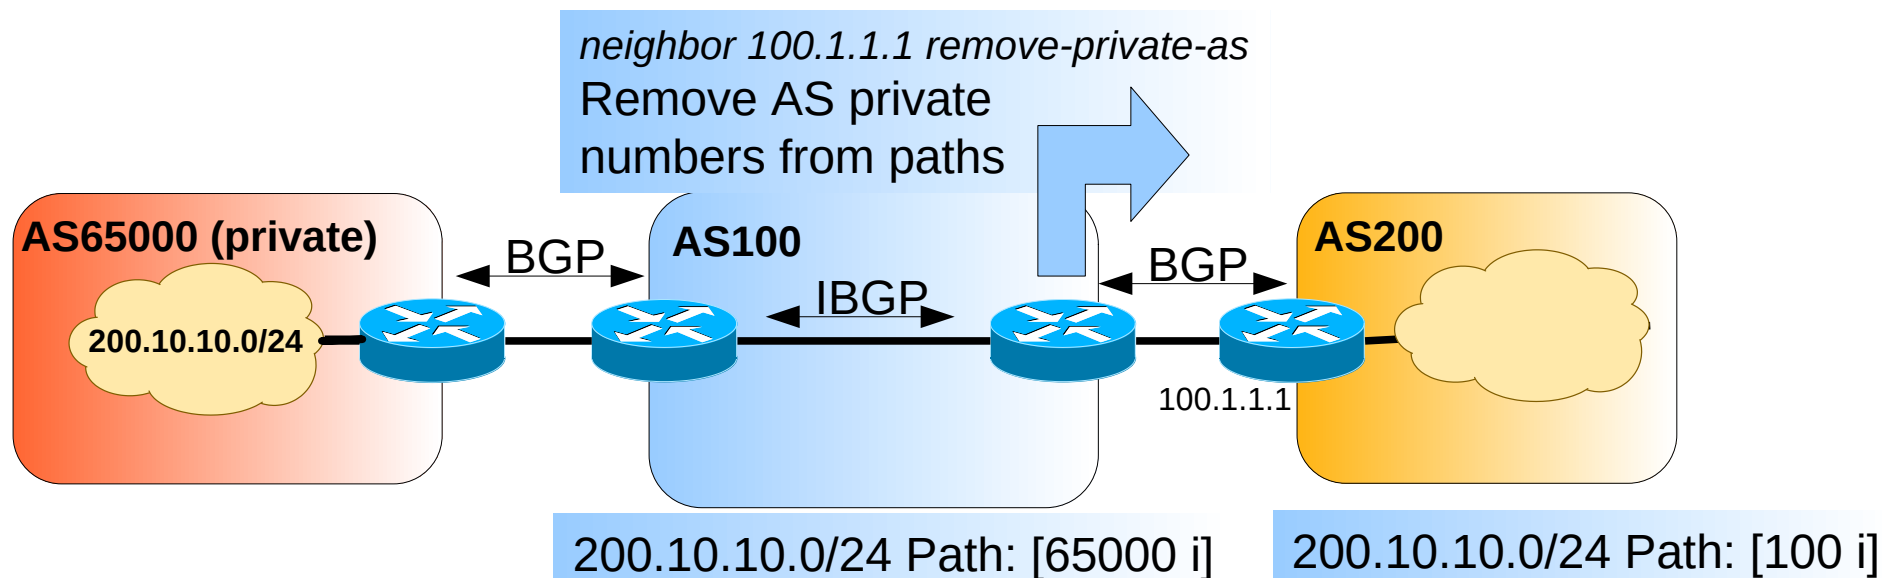 neighbor 100.1.1.1 remove-private-as
Remove AS private
numbers from paths
AS65000 (private)
BGP
AS100
IBGP
BGP
AS200
200.10.10.0/24
100.1.1.1
200.10.10.0/24 Path: [65000 i]
200.10.10.0/24 Path: [100 i]